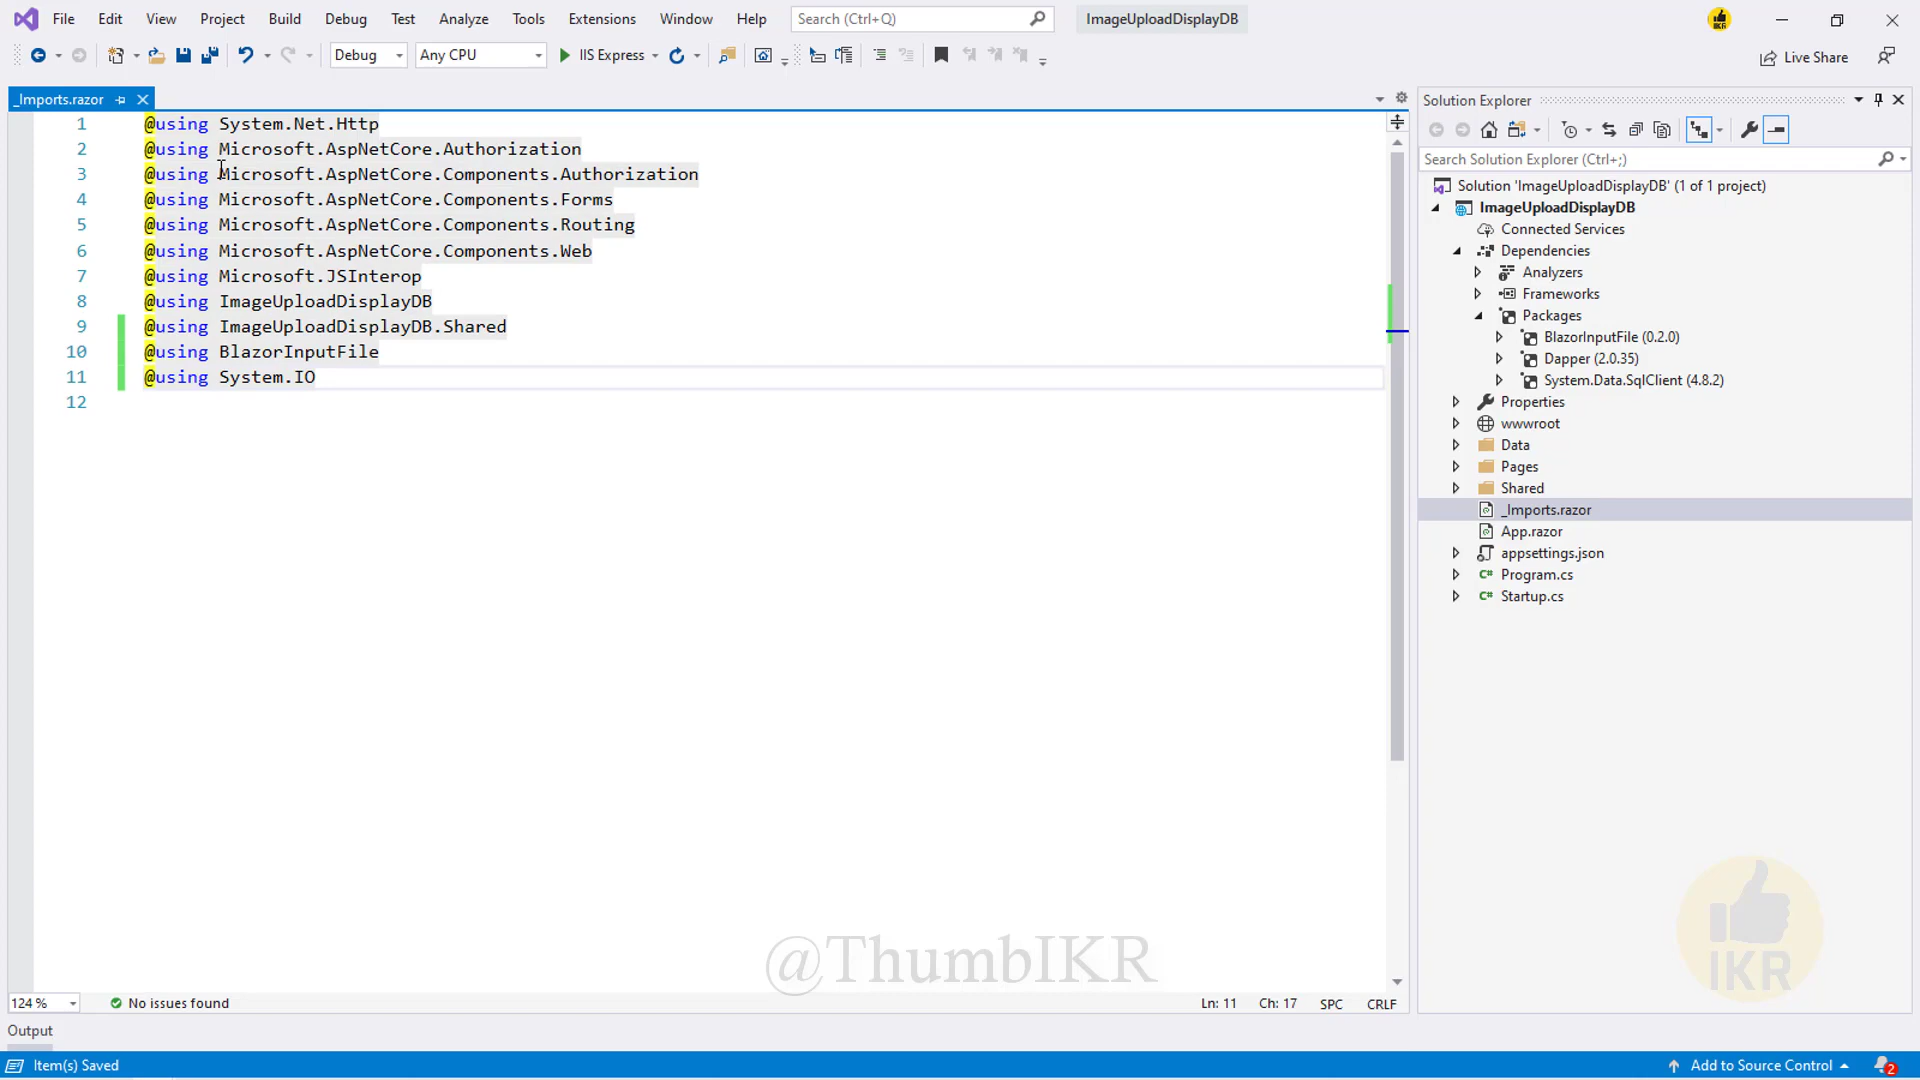 File Edit View Project Build Debug Test Analyze Tools Extensions Window Help Search (Ctrl+Q) ImageUploadDisplayDB
Debug Any CPU IIS Express Live Share
_Imports.razor
1 @using System.Net.Http
2 @using Microsoft.AspNetCore.Authorization
3 @using Microsoft.AspNetCore.Components.Authorization
4 @using Microsoft.AspNetCore.Components.Forms
5 @using Microsoft.AspNetCore.Components.Routing
6 @using Microsoft.AspNetCore.Components.Web
7 @using Microsoft.JSInterop
8 @using ImageUploadDisplayDB
9 @using ImageUploadDisplayDB.Shared
10 @using BlazorInputFile
11 @using System.IO
12
Solution Explorer
Search Solution Explorer (Ctrl+;)
Solution 'ImageUploadDisplayDB' (1 of 1 project)
ImageUploadDisplayDB
Connected Services
Dependencies
Analyzers
Frameworks
Packages
BlazorInputFile (0.2.0)
Dapper (2.0.35)
System.Data.SqlClient (4.8.2)
Properties
wwwroot
Data
Pages
Shared
_Imports.razor
App.razor
appsettings.json
C# Program.cs
C# Startup.cs
@ThumbIKR
IKR
124 % No issues found Ln: 11 Ch: 17 SPC CRLF
Output
Item(s) Saved Add to Source Control 2